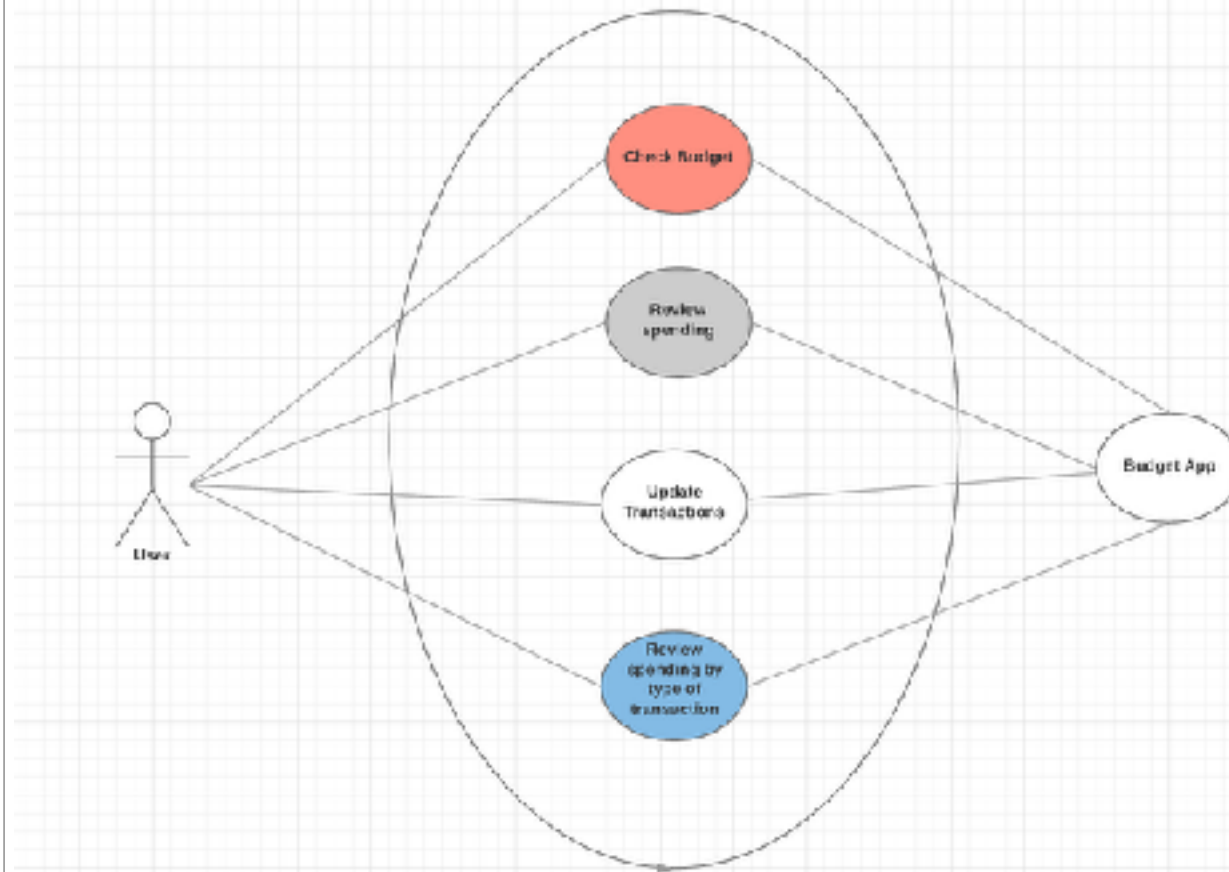 Check Budget
Review
spending
User
Update
Transactions
Budget App
Review
spending by
type of
transaction